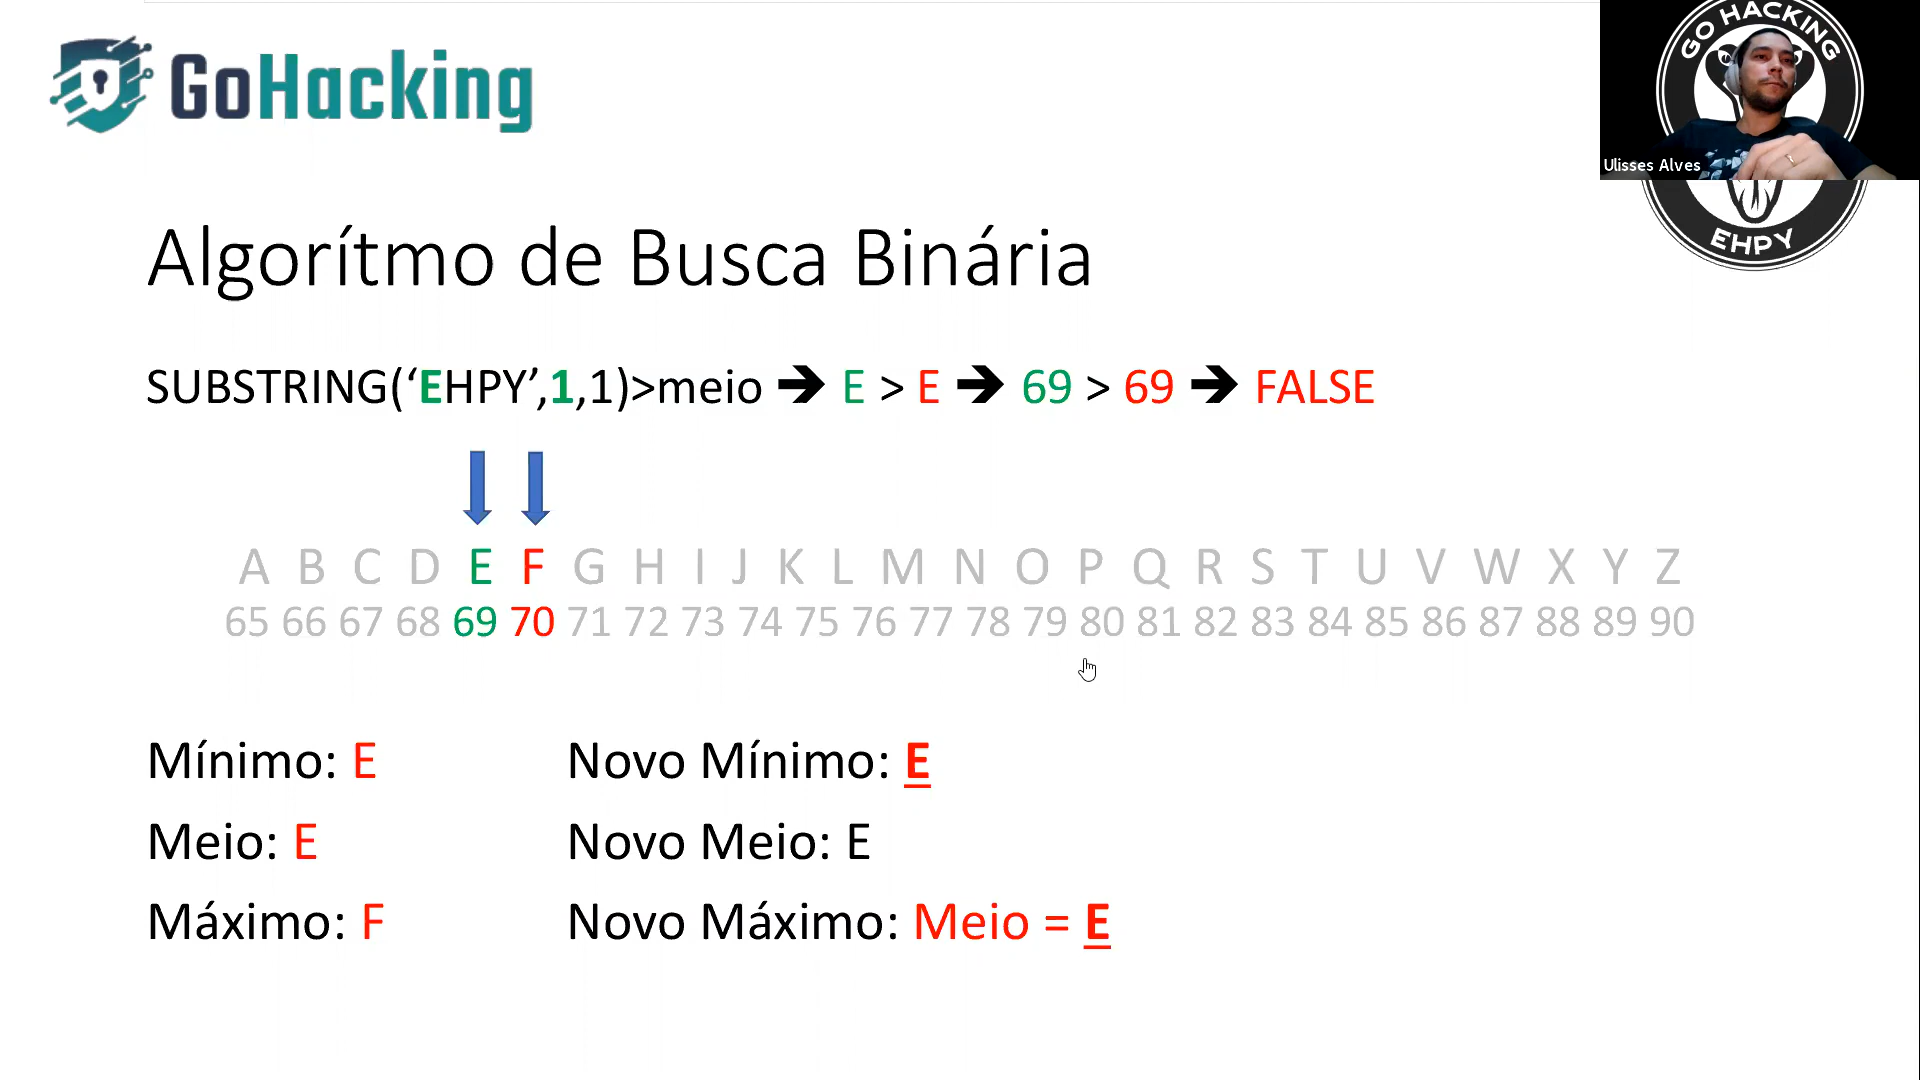 GoHacking
GO HACKING
Ulisses Alves
EHPY
Algorítmo de Busca Binária
SUBSTRING(‘EHPY’,1,1)>meio 🡺 E > E 🡺 69 > 69 🡺 FALSE
A B C D E F G H I J K L M N O P Q R S T U V W X Y Z
65 66 67 68 69 70 71 72 73 74 75 76 77 78 79 80 81 82 83 84 85 86 87 88 89 90
Mínimo: E
Novo Mínimo: E
Meio: E
Novo Meio: E
Máximo: F
Novo Máximo: Meio = E